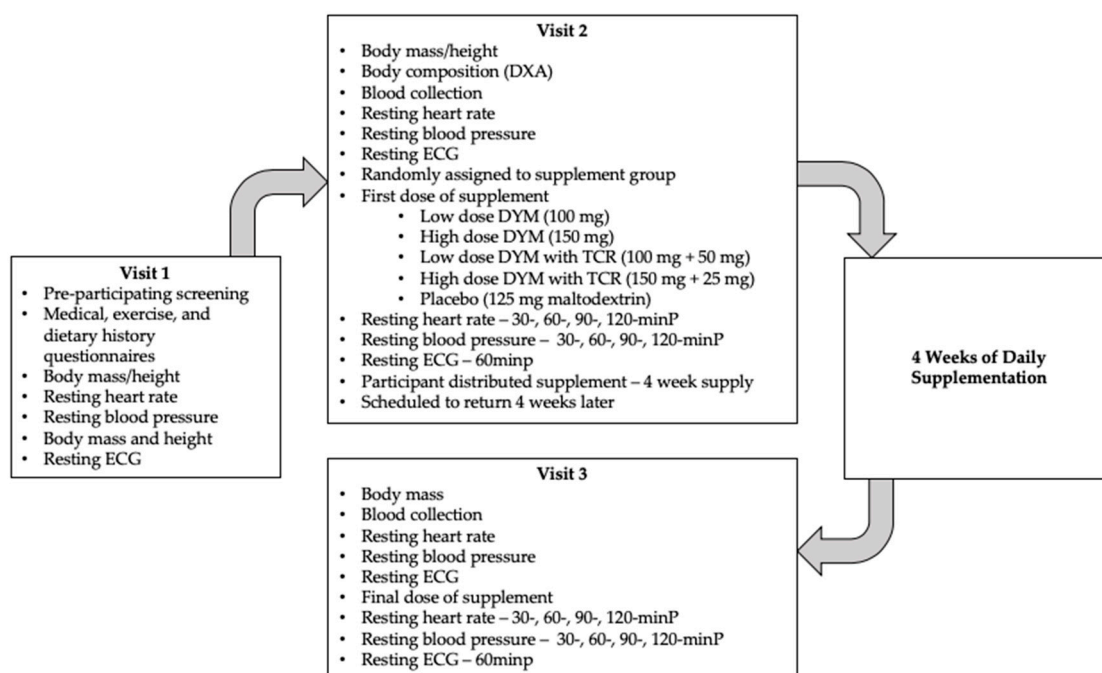 Visit 1
• Pre-participating screening
• Medical, exercise, and
dietary history
questionnaires
• Body mass/height
• Resting heart rate
• Resting blood pressure
• Body mass and height
• Resting ECG
Visit 2
• Body mass/height
• Body composition (DXA)
• Blood collection
• Resting heart rate
• Resting blood pressure
• Resting ECG
• Randomly assigned to supplement group
• First dose of supplement
• Low dose DYM (100 mg)
• High dose DYM (150 mg)
• Low dose DYM with TCR (100 mg + 50 mg)
• High dose DYM with TCR (150 mg + 25 mg)
• Placebo (125 mg maltodextrin)
• Resting heart rate – 30-, 60-, 90-, 120-minP
• Resting blood pressure – 30-, 60-, 90-, 120-minP
• Resting ECG – 60minp
• Participant distributed supplement – 4 week supply
• Scheduled to return 4 weeks later
4 Weeks of Daily
Supplementation
Visit 3
• Body mass
• Blood collection
• Resting heart rate
• Resting blood pressure
• Resting ECG
• Final dose of supplement
• Resting heart rate – 30-, 60-, 90-, 120-minP
• Resting blood pressure – 30-, 60-, 90-, 120-minP
• Resting ECG – 60minp